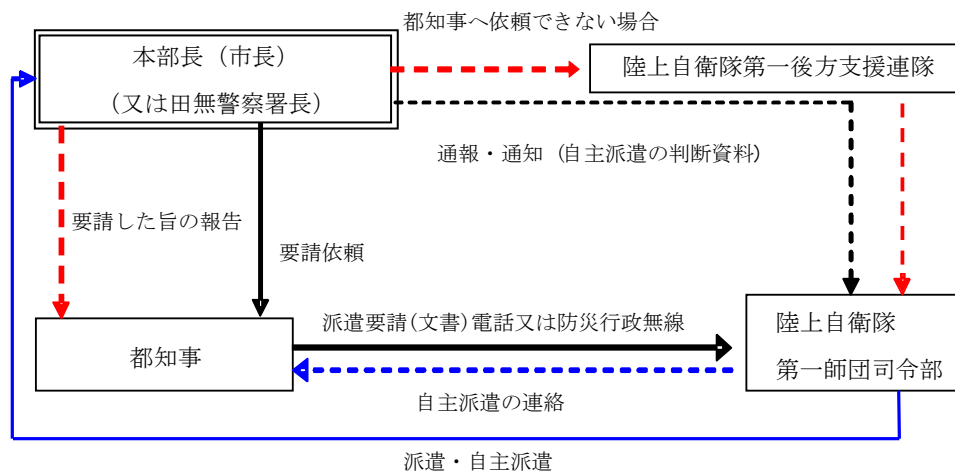 都知事へ依頼できない場合
本部長（市長）
（又は田無警察署長）
陸上自衛隊第一後方支援連隊
通報・通知（自主派遣の判断資料）
要請した旨の報告
要請依頼
派遣要請(文書)電話又は防災行政無線
都知事
陸上自衛隊
第一師団司令部
自主派遣の連絡
派遣・自主派遣